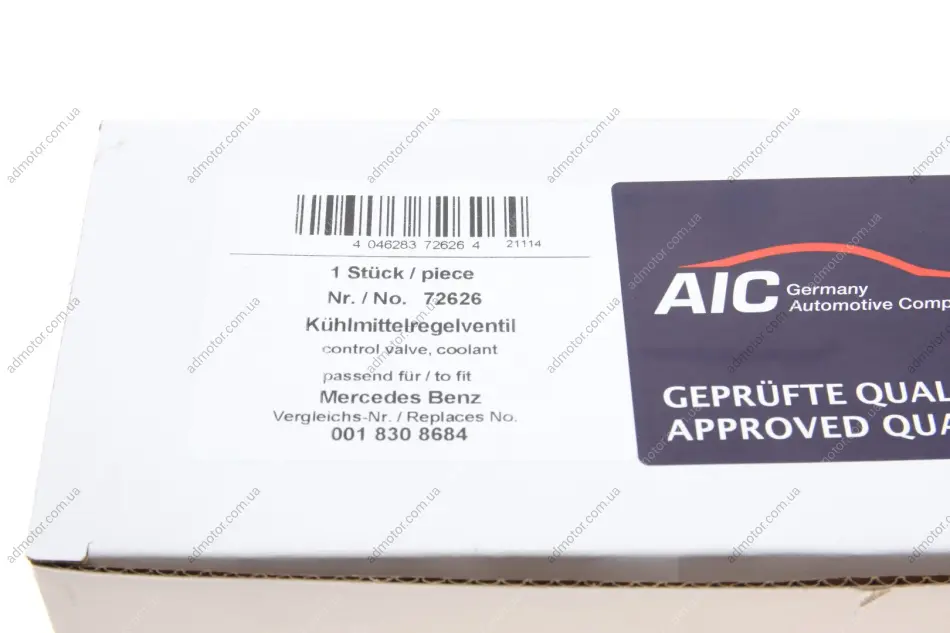 4 046283 72626 4 21114
1 Stück / piece
Nr. / No. 72626
Kühlmittelregelventil
control valve, coolant
passend für / to fit
Mercedes Benz
Vergleichs-Nr. / Replaces No.
001 830 8684
AIC Germany
Automotive Comp
GEPRÜFTE QUAL
APPROVED QUA
admotor.com.ua